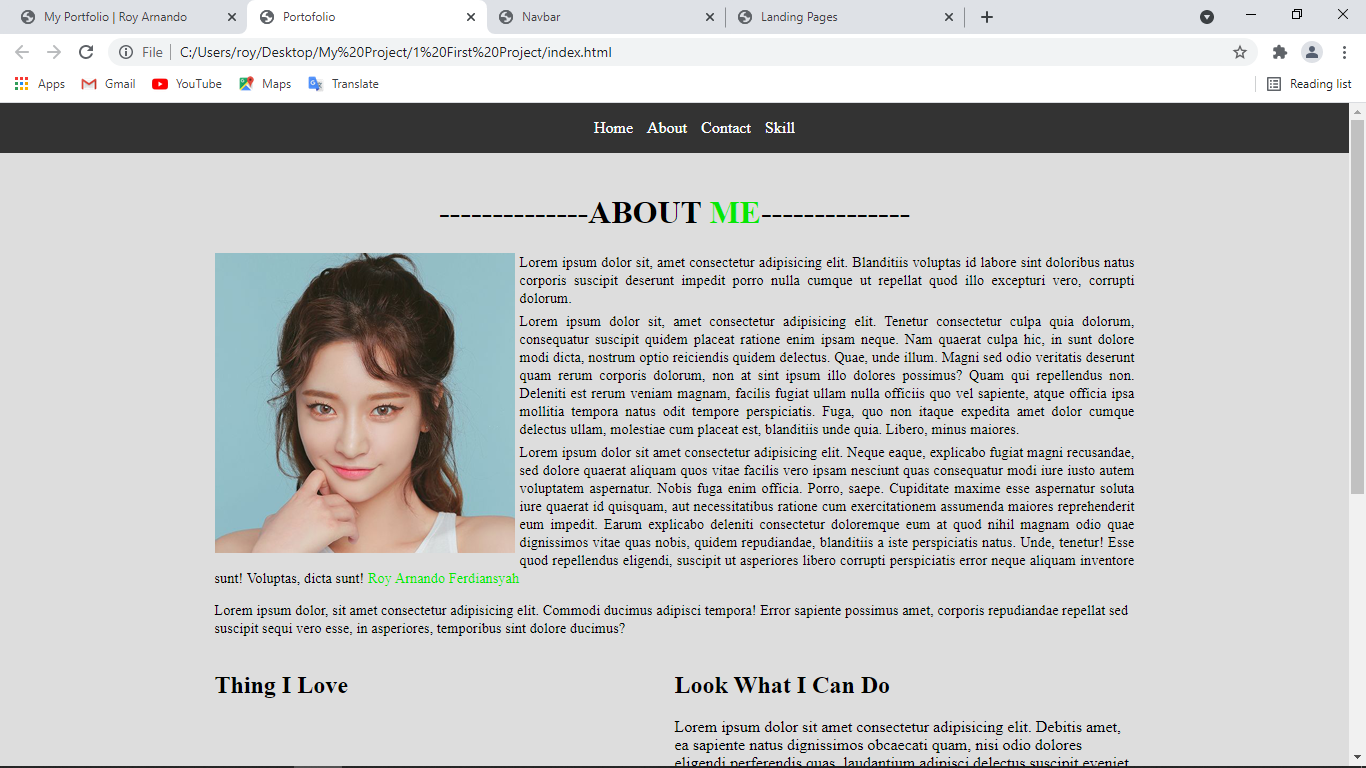 My Portfolio | Roy Arnando
Portofolio
Navbar
Landing Pages
File
C:/Users/roy/Desktop/My%20Project/1%20First%20Project/index.html
Apps
Gmail
YouTube
Maps
Translate
Reading list
Home About Contact Skill
--------------ABOUT ME--------------
Lorem ipsum dolor sit, amet consectetur adipisicing elit. Blanditiis voluptas id labore sint doloribus natus
corporis suscipit deserunt impedit porro nulla cumque ut repellat quod illo excepturi vero, corrupti
dolorum.
Lorem ipsum dolor sit, amet consectetur adipisicing elit. Tenetur consectetur culpa quia dolorum,
consequatur suscipit quidem placeat ratione enim ipsam neque. Nam quaerat culpa hic, in sunt dolore
modi dicta, nostrum optio reiciendis quidem delectus. Quae, unde illum. Magni sed odio veritatis deserunt
quam rerum corporis dolorum, non at sint ipsum illo dolores possimus? Quam qui repellendus non.
Deleniti est rerum veniam magnam, facilis fugiat ullam nulla officiis quo vel sapiente, atque officia ipsa
mollitia tempora natus odit tempore perspiciatis. Fuga, quo non itaque expedita amet dolor cumque
delectus ullam, molestiae cum placeat est, blanditiis unde quia. Libero, minus maiores.
Lorem ipsum dolor sit amet consectetur adipisicing elit. Neque eaque, explicabo fugiat magni recusandae,
sed dolore quaerat aliquam quos vitae facilis vero ipsam nesciunt quas consequatur modi iure iusto autem
voluptatem aspernatur. Nobis fuga enim officia. Porro, saepe. Cupiditate maxime esse aspernatur soluta
iure quaerat id quisquam, aut necessitatibus ratione cum exercitationem assumenda maiores reprehenderit
eum impedit. Earum explicabo deleniti consectetur doloremque eum at quod nihil magnam odio quae
dignissimos vitae quas nobis, quidem repudiandae, blanditiis a iste perspiciatis natus. Unde, tenetur! Esse
quod repellendus eligendi, suscipit ut asperiores libero corrupti perspiciatis error neque aliquam inventore
sunt! Voluptas, dicta sunt! Roy Arnando Ferdiansyah
Lorem ipsum dolor, sit amet consectetur adipisicing elit. Commodi ducimus adipisci tempora! Error sapiente possimus amet, corporis repudiandae repellat sed
suscipit sequi vero esse, in asperiores, temporibus sint dolore ducimus?
Thing I Love
Look What I Can Do
Lorem ipsum dolor sit amet consectetur adipisicing elit. Debitis amet,
ea sapiente natus dignissimos obcaecati quam, nisi odio dolores
eligendi perferendis quas, laudantium adipisci delectus suscipit eveniet